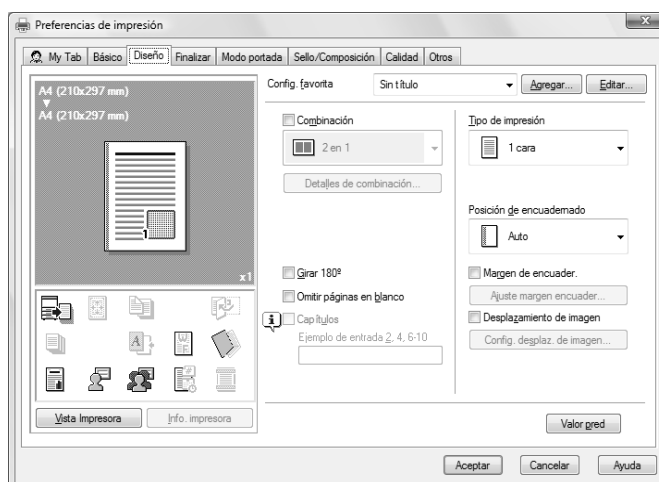 Preferencias de impresión
My Tab Básico Diseño Finalizar Modo portada Sello/Composición Calidad Otros
A4 (210x297 mm)
A4 (210x297 mm)
1
x1
Vista Impresora Info. impresora
Config. favorita Sin título Agregar... Editar...
Combinación
2 en 1
Detalles de combinación...
Girar 180º
Omitir páginas en blanco
Capítulos
Ejemplo de entrada 2, 4, 6-10
Tipo de impresión
1 cara
Posición de encuadernado
Auto
Margen de encuader.
Ajuste margen encuader...
Desplazamiento de imagen
Config. desplaz. de imagen...
Valor pred
Aceptar Cancelar Ayuda